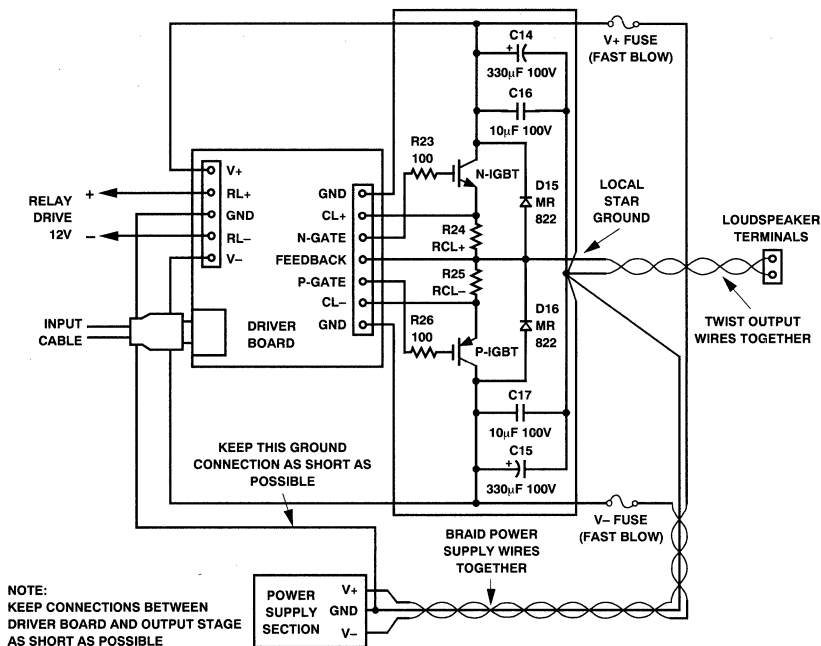 V+ FUSE
(FAST BLOW)
C14
+
330µF 100V
C16
10µF 100V
R23
100
N-IGBT
D15
MR
822
R24
RCL+
R25
RCL–
D16
MR
822
R26
100
P-IGBT
C17
10µF 100V
C15
+
330µF 100V
V– FUSE
(FAST BLOW)
V+
RL+
GND
RL–
V–
RELAY
DRIVE
12V
+
–
GND
CL+
N-GATE
FEEDBACK
P-GATE
CL–
GND
INPUT
CABLE
DRIVER
BOARD
LOCAL
STAR
GROUND
LOUDSPEAKER
TERMINALS
TWIST OUTPUT
WIRES TOGETHER
KEEP THIS GROUND
CONNECTION AS SHORT AS
POSSIBLE
BRAID POWER
SUPPLY WIRES
TOGETHER
POWER
SUPPLY
SECTION
V+
GND
V–
NOTE:
KEEP CONNECTIONS BETWEEN
DRIVER BOARD AND OUTPUT STAGE
AS SHORT AS POSSIBLE